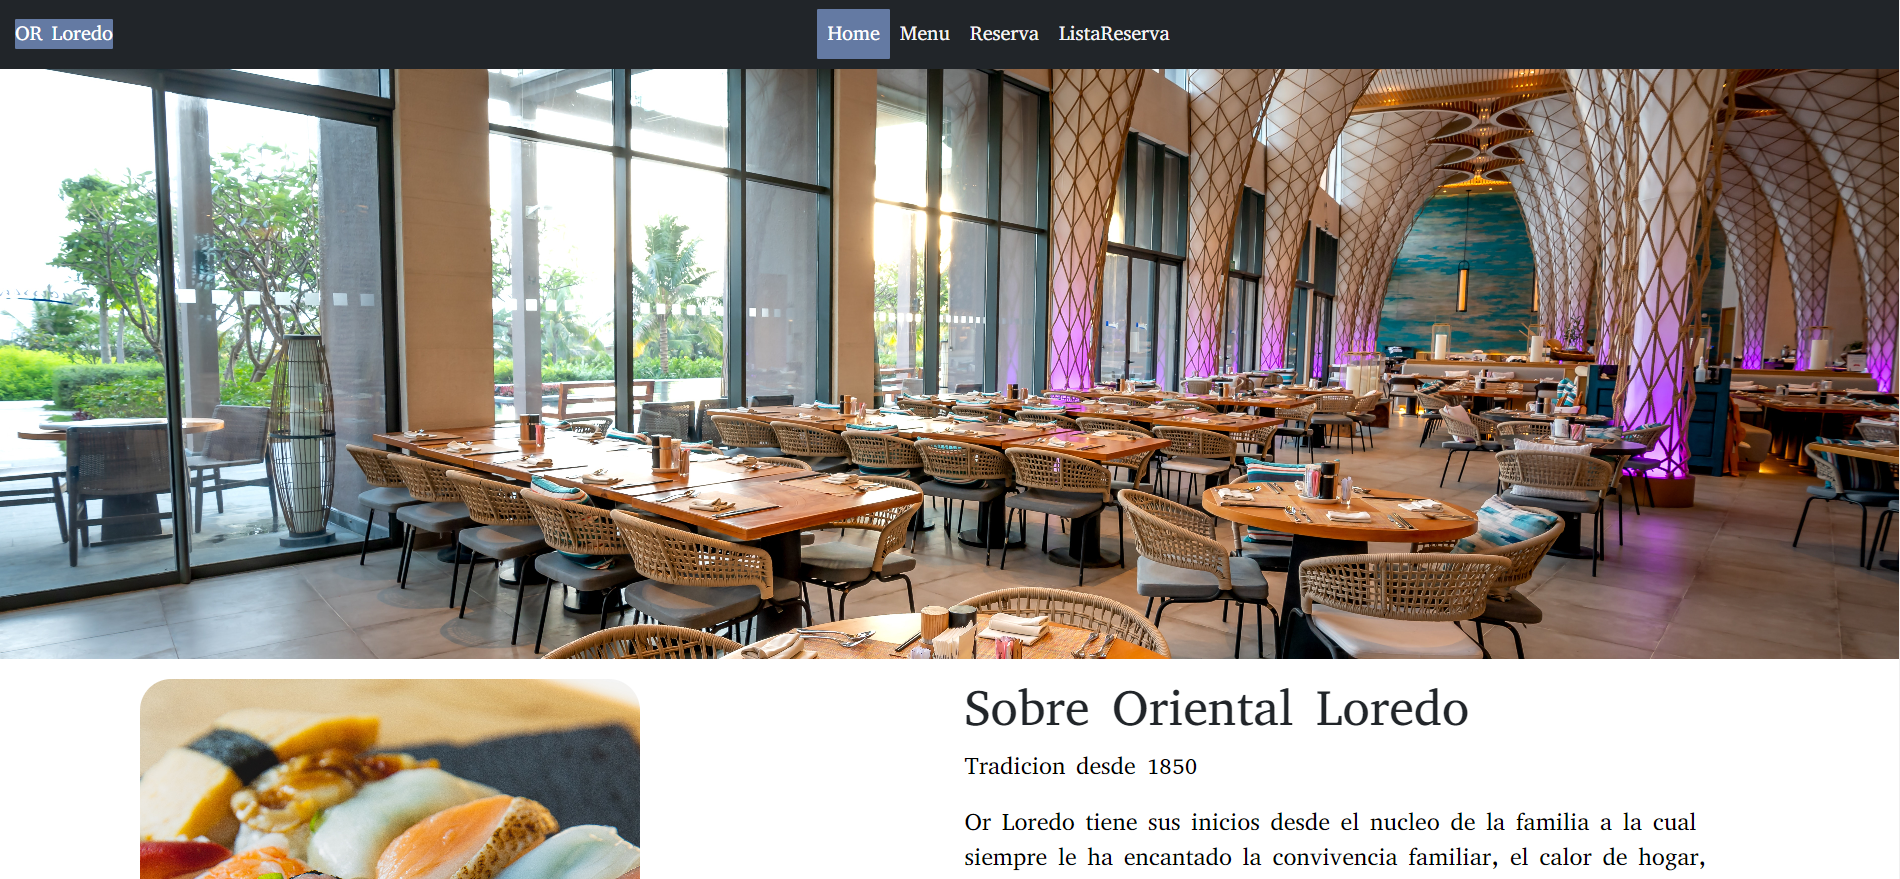 OR Loredo
Home Menu Reserva ListaReserva
Sobre Oriental Loredo
Tradicion desde 1850
Or Loredo tiene sus inicios desde el nucleo de la familia a la cual
siempre le ha encantado la convivencia familiar, el calor de hogar,